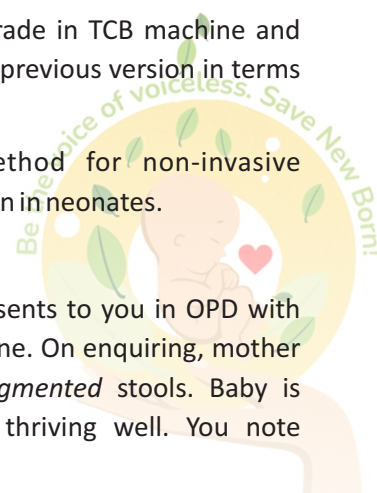 rade in TCB machine and
previous version in terms
ethod for non-invasive
n in neonates.
sents to you in OPD with
ne. On enquiring, mother
gmented stools. Baby is
thriving well. You note
Be the voice of voiceless. Save New Born!